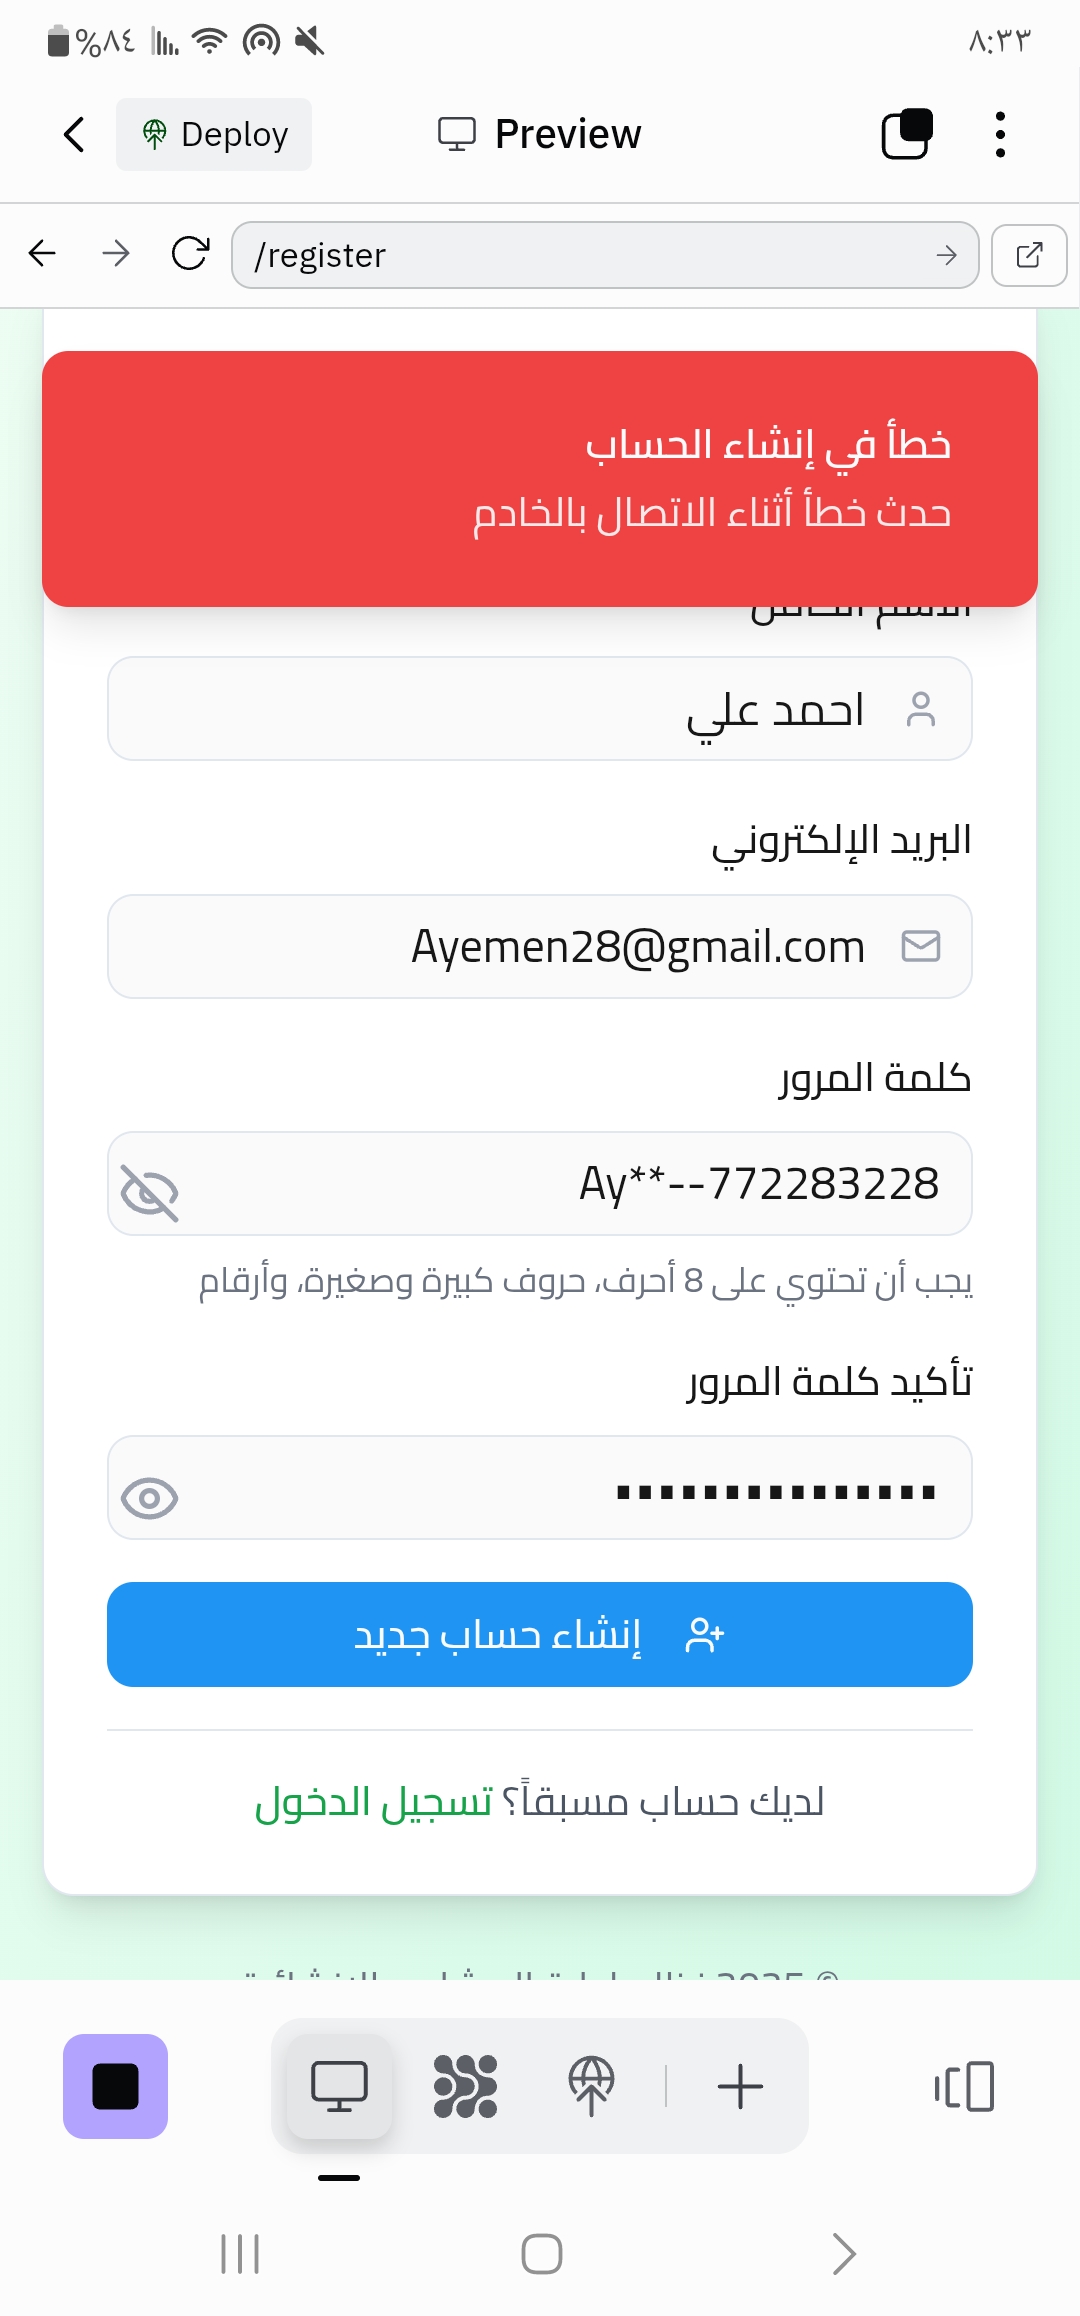 %٨٤
٨:٣٣
Deploy
Preview
/register
خطأ في إنشاء الحساب
حدث خطأ أثناء الاتصال بالخادم
احمد علي
البريد الإلكتروني
Ayemen28@gmail.com
كلمة المرور
Ay**--772283228
يجب أن تحتوي على 8 أحرف، حروف كبيرة وصغيرة، وأرقام
تأكيد كلمة المرور
إنشاء حساب جديد
لديك حساب مسبقاً؟ تسجيل الدخول
© 2025